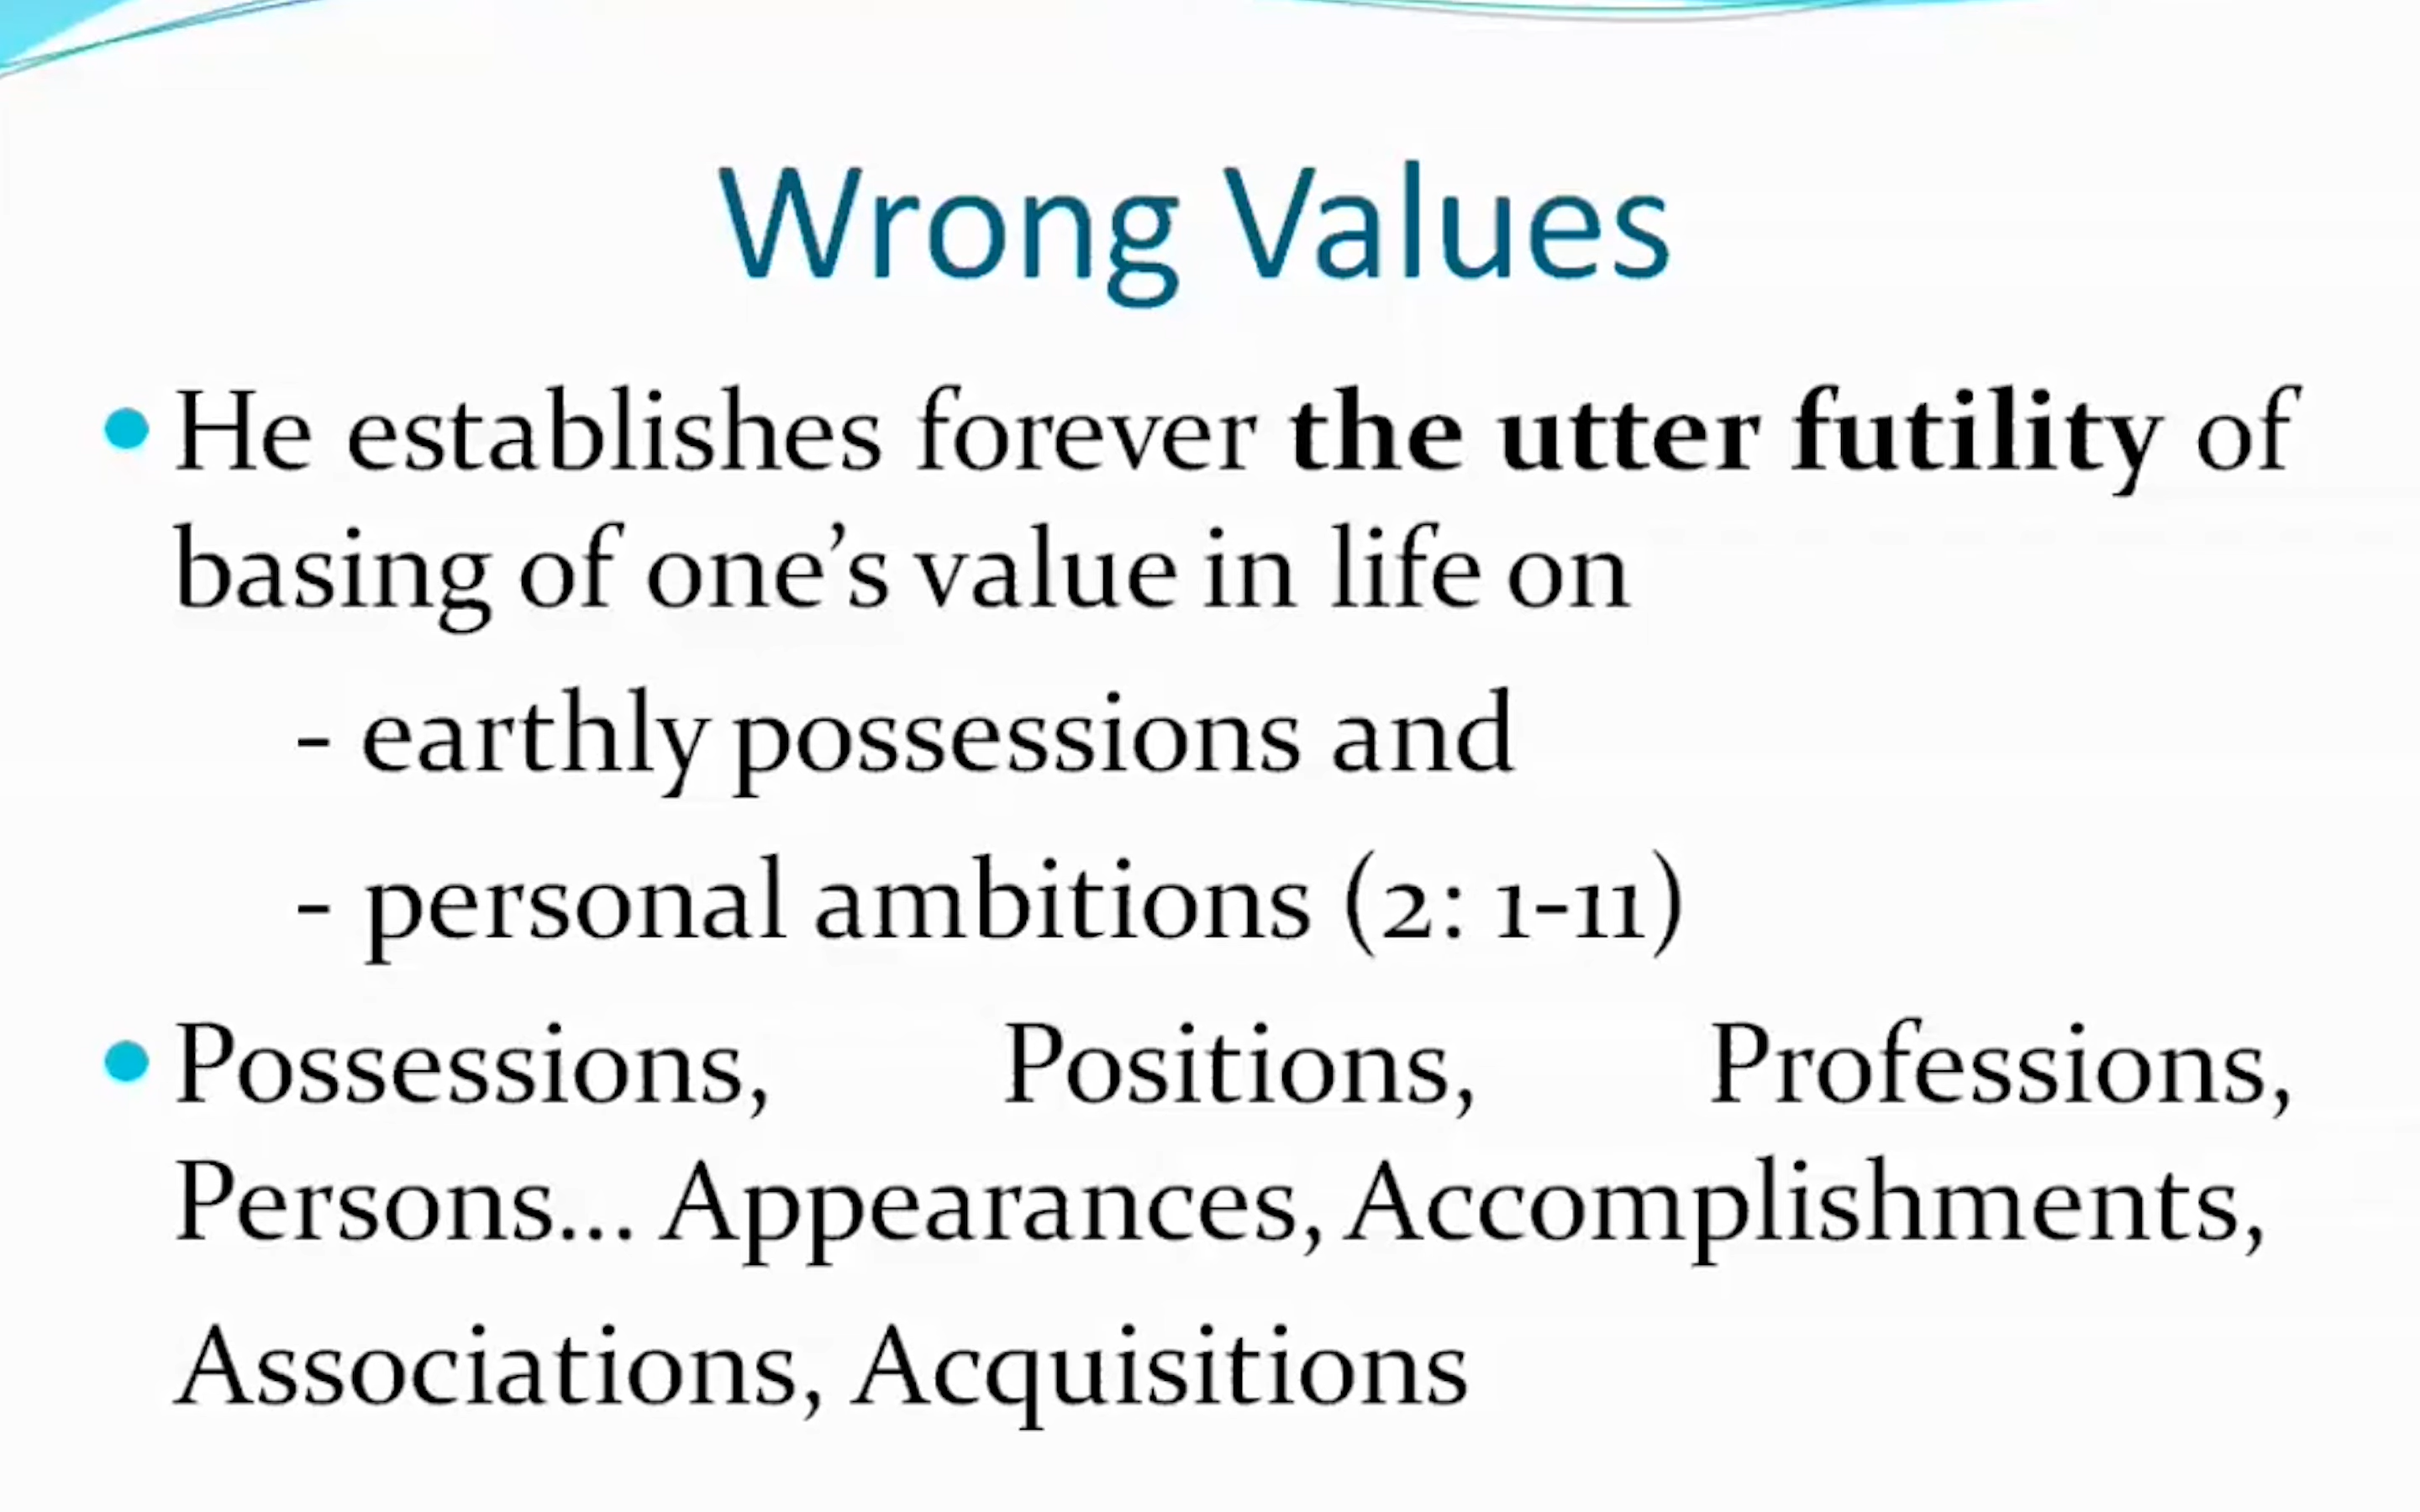 Wrong Values
He establishes forever the utter futility of
basing of one’s value in life on
- earthly possessions and
- personal ambitions (2: 1-11)
Possessions, Positions, Professions,
Persons... Appearances, Accomplishments,
Associations, Acquisitions